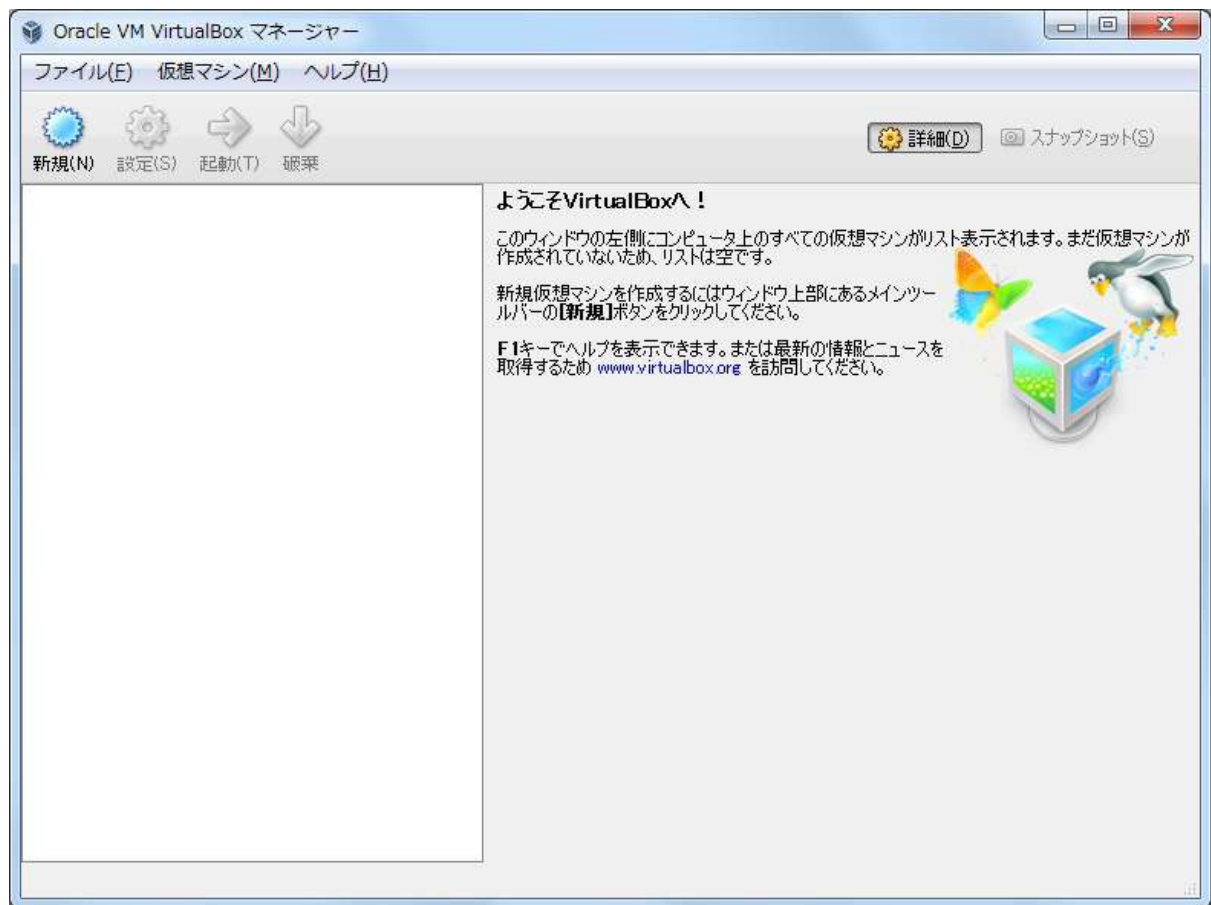 Oracle VM VirtualBox マネージャー
ファイル(F) 仮想マシン(M) ヘルプ(H)
新規(N) 設定(S) 起動(T) 破棄
詳細(D) スナップショット(S)
ようこそVirtualBoxへ！
このウィンドウの左側にコンピュータ上のすべての仮想マシンがリスト表示されます。まだ仮想マシンが
作成されていないため、リストは空です。
新規仮想マシンを作成するにはウィンドウ上部にあるメインツー
ルバーの[新規]ボタンをクリックしてください。
F1キーでヘルプを表示できます。または最新の情報とニュースを
取得するため www.virtualbox.org を訪問してください。